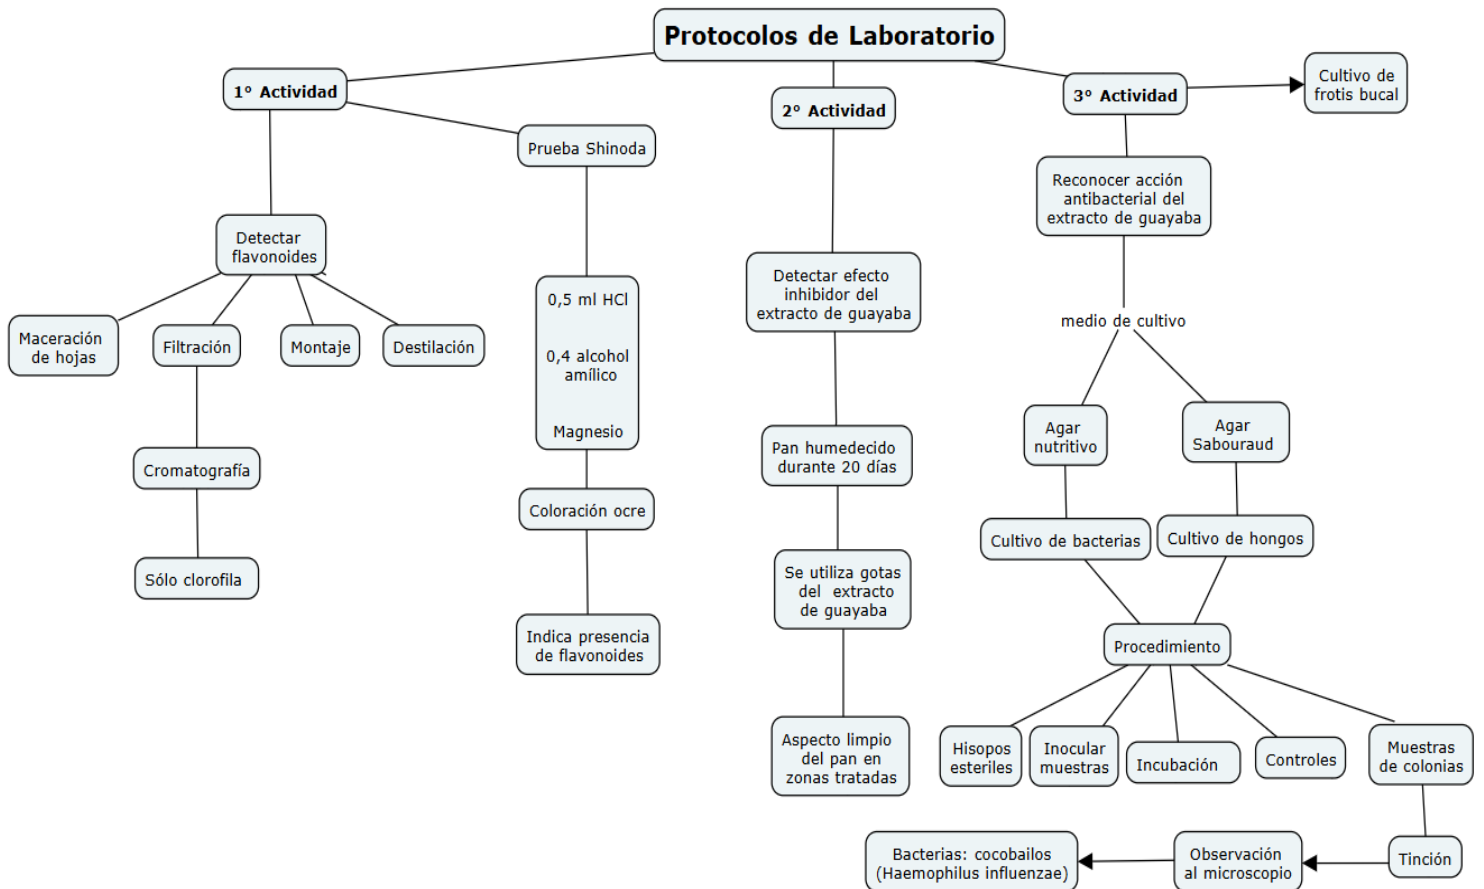 Protocolos de Laboratorio
1º Actividad
2º Actividad
3º Actividad
Cultivo de
frotis bucal
Prueba Shinoda
Reconocer acción
antibacterial del
extracto de guayaba
Detectar
flavonoides
Detectar efecto
inhibidor del
extracto de guayaba
0,5 ml HCl
0,4 alcohol
amílico
Magnesio
Maceración
de hojas
Filtración
Montaje
Destilación
medio de cultivo
Agar
nutritivo
Agar
Sabouraud
Pan humedecido
durante 20 días
Cromatografía
Coloración ocre
Cultivo de bacterias
Cultivo de hongos
Sólo clorofila
Se utiliza gotas
del extracto
de guayaba
Indica presencia
de flavonoides
Procedimiento
Aspecto limpio
del pan en
zonas tratadas
Hisopos
esteriles
Inocular
muestras
Incubación
Controles
Muestras
de colonias
Bacterias: cocobailos
(Haemophilus influenzae)
Observación
al microscopio
Tinción